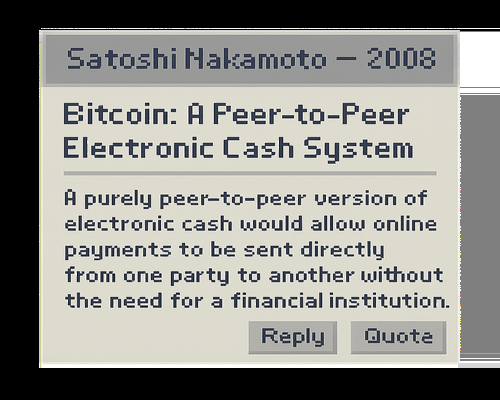 Satoshi Nakamoto – 2008
Bitcoin: A Peer-to-Peer
Electronic Cash System
A purely peer-to-peer version of
electronic cash would allow online
payments to be sent directly
from one party to another without
the need for a financial institution.
Reply Quote